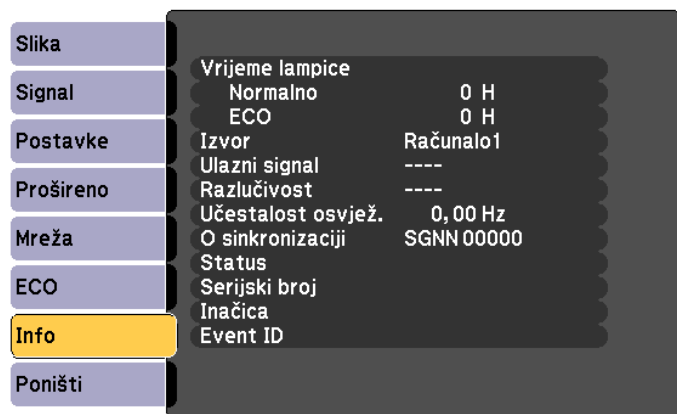 Slika
Signal
Postavke
Prošireno
Mreža
ECO
Info
Poništi
Vrijeme lampice
Normalno 0 H
ECO 0 H
Izvor Računalo1
Ulazni signal ----
Razlučivost ----
Učestalost osvjež. 0,00 Hz
O sinkronizaciji SGNN 00000
Status
Serijski broj
Inačica
Event ID